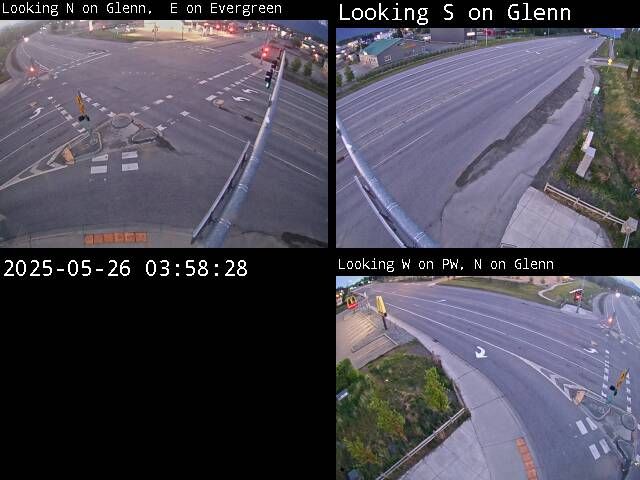 Looking N on Glenn,  E on Evergreen
Looking S on Glenn
2025-05-26 03:58:28
Looking W on PW, N on Glenn